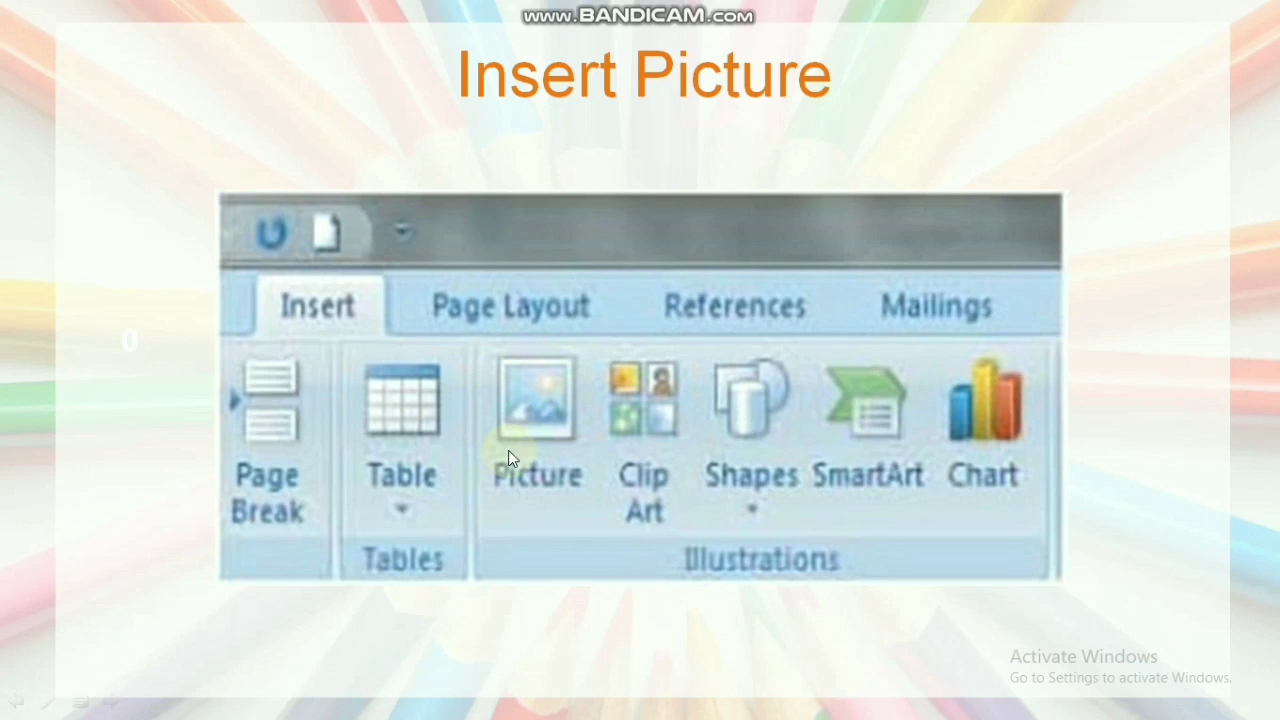 www.BANDICAM.com
Insert Picture
Insert Page Layout References Mailings
0
Page Break
Table
Picture
Clip Art
Shapes
SmartArt
Chart
Tables
Illustrations
Activate Windows
Go to Settings to activate Windows.